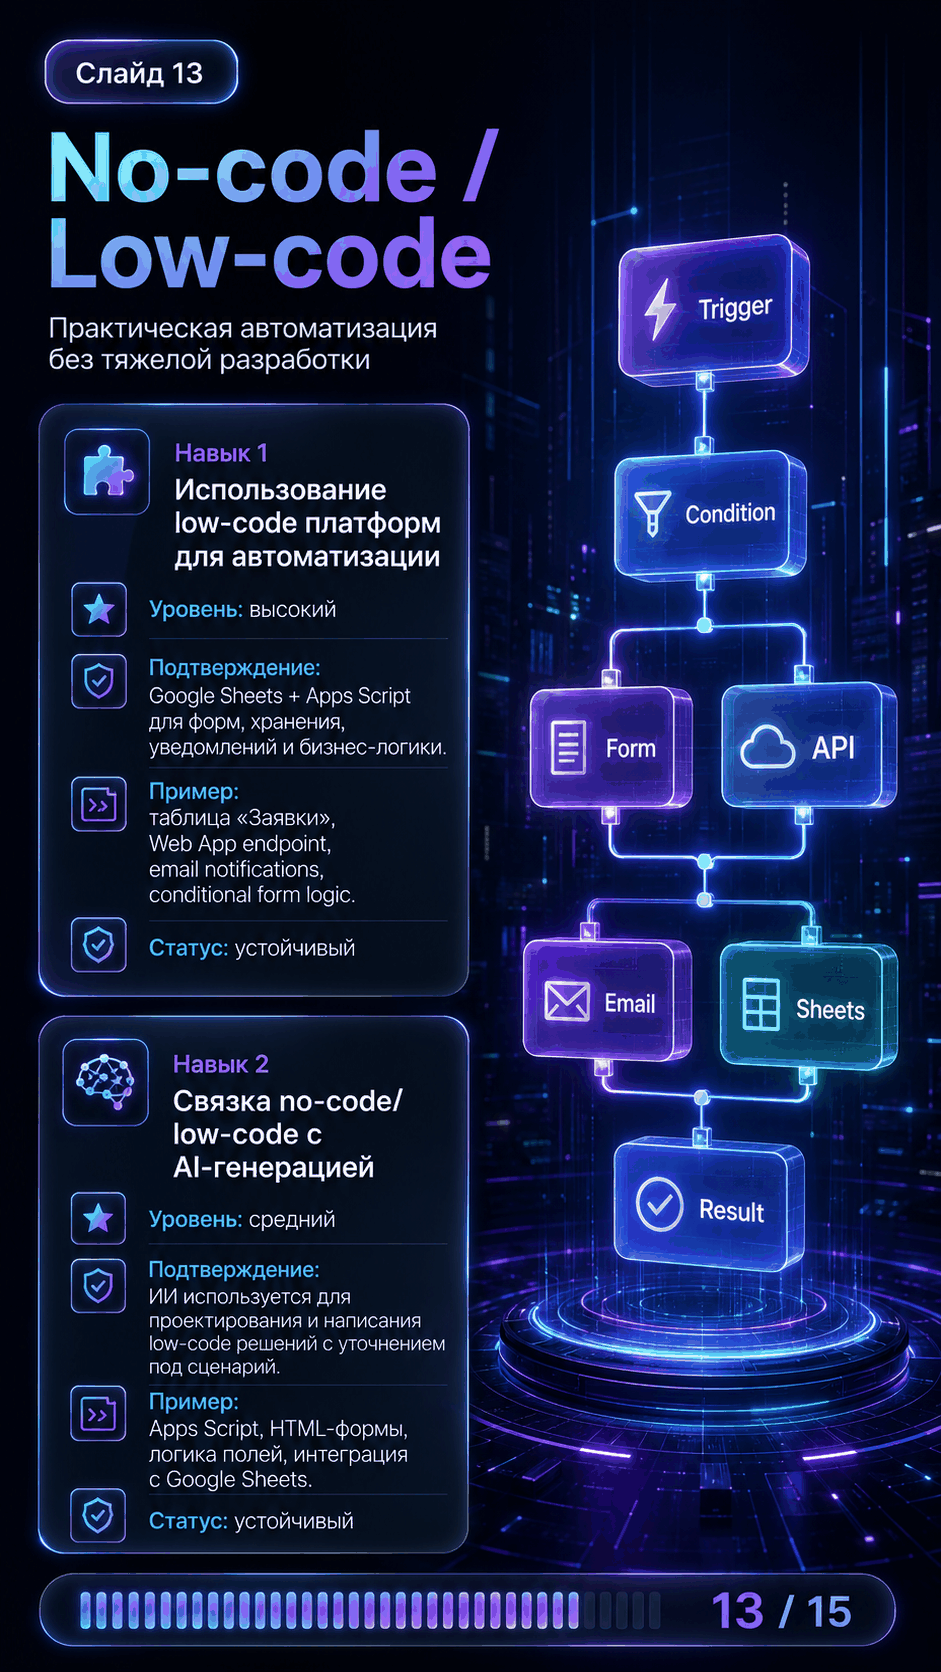 Слайд 13
No-code /
Low-code
Практическая автоматизация
без тяжелой разработки
Навык 1
Использование
low-code платформ
для автоматизации
Уровень: высокий
Подтверждение:
Google Sheets + Apps Script
для форм, хранения,
уведомлений и бизнес-логики.
Пример:
таблица «Заявки»,
Web App endpoint,
email notifications,
conditional form logic.
Статус: устойчивый
Навык 2
Связка no-code/
low-code с
AI-генерацией
Уровень: средний
Подтверждение:
ИИ используется для
проектирования и написания
low-code решений с уточнением
под сценарий.
Пример:
Apps Script, HTML-формы,
логика полей, интеграция
с Google Sheets.
Статус: устойчивый
Trigger
Condition
Form
API
Email
Sheets
Result
13 / 15